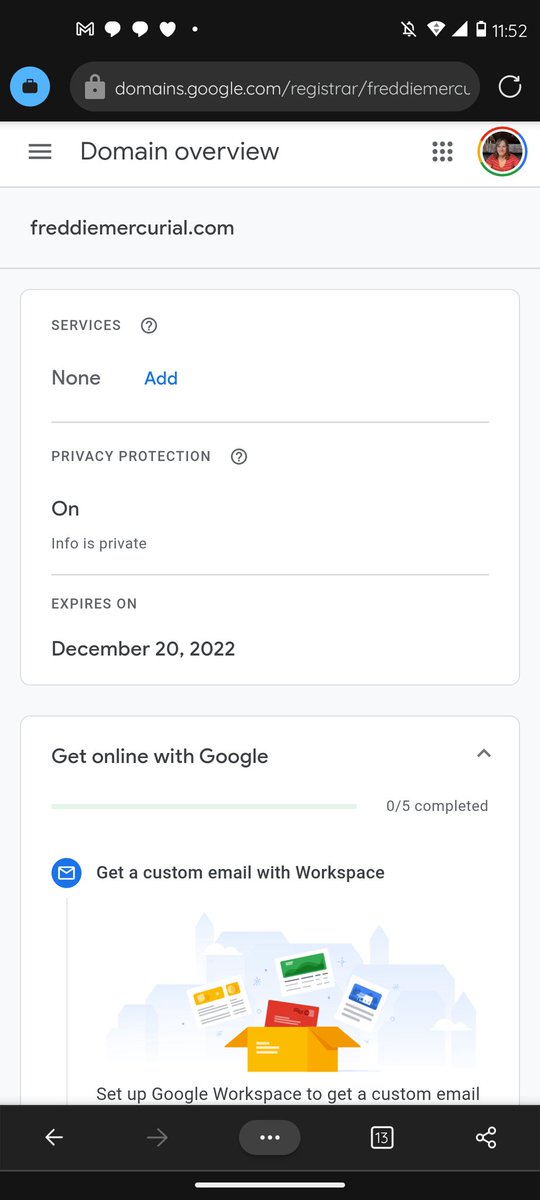 11:52
domains.google.com/registrar/freddiemercu
Domain overview
freddiemercurial.com
SERVICES
None Add
PRIVACY PROTECTION
On
Info is private
EXPIRES ON
December 20, 2022
Get online with Google
0/5 completed
Get a custom email with Workspace
Set up Google Workspace to get a custom email
13